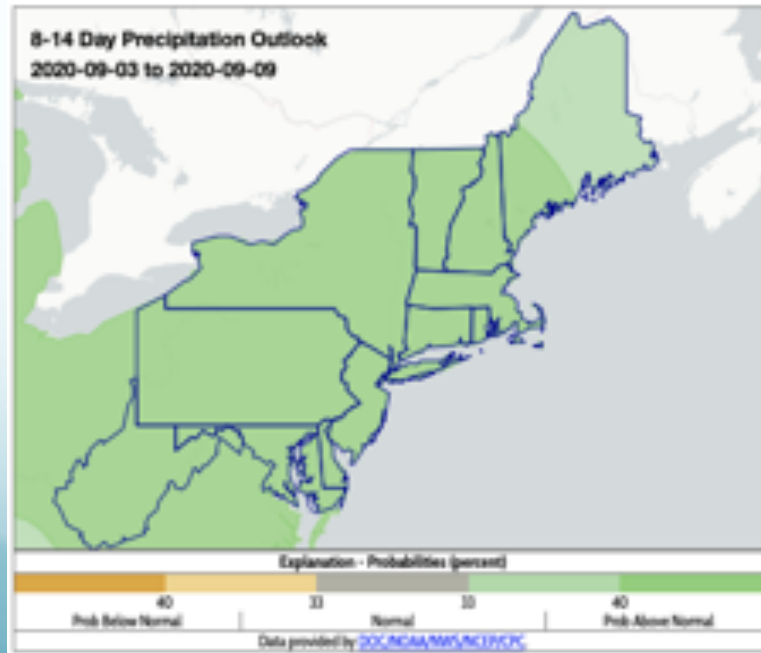 8-14 Day Precipitation Outlook
2020-09-03 to 2020-09-09
Explanation - Probabilities (percent)
40 33 33 40
Prob Below Normal Normal Prob Above Normal
Data provided by DOC/NOAA/NWS/NCEP/CPC